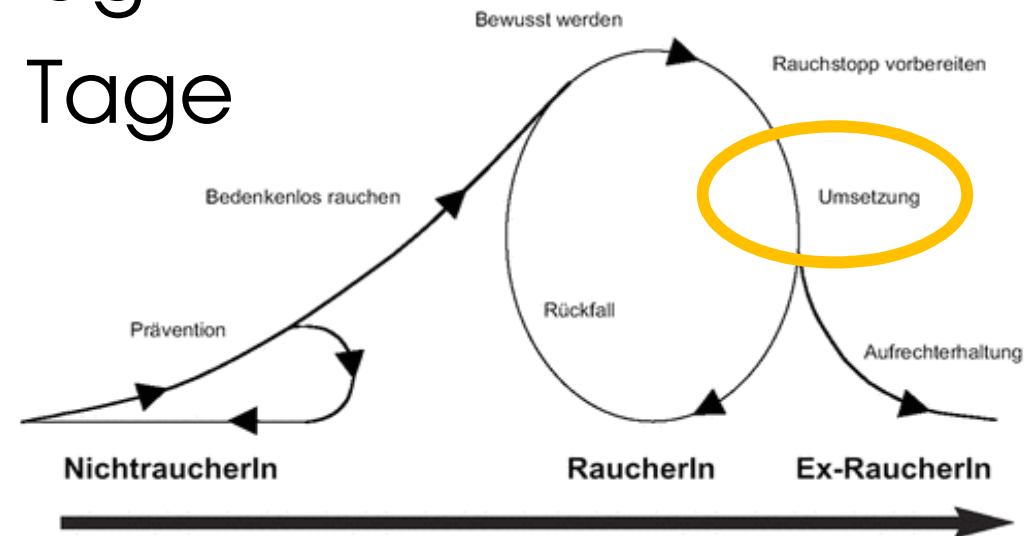 Tage
Bewusst werden
Rauchstopp vorbereiten
Bedenkenlos rauchen
Umsetzung
Rückfall
Prävention
Aufrechterhaltung
NichtraucherIn
RaucherIn
Ex-RaucherIn